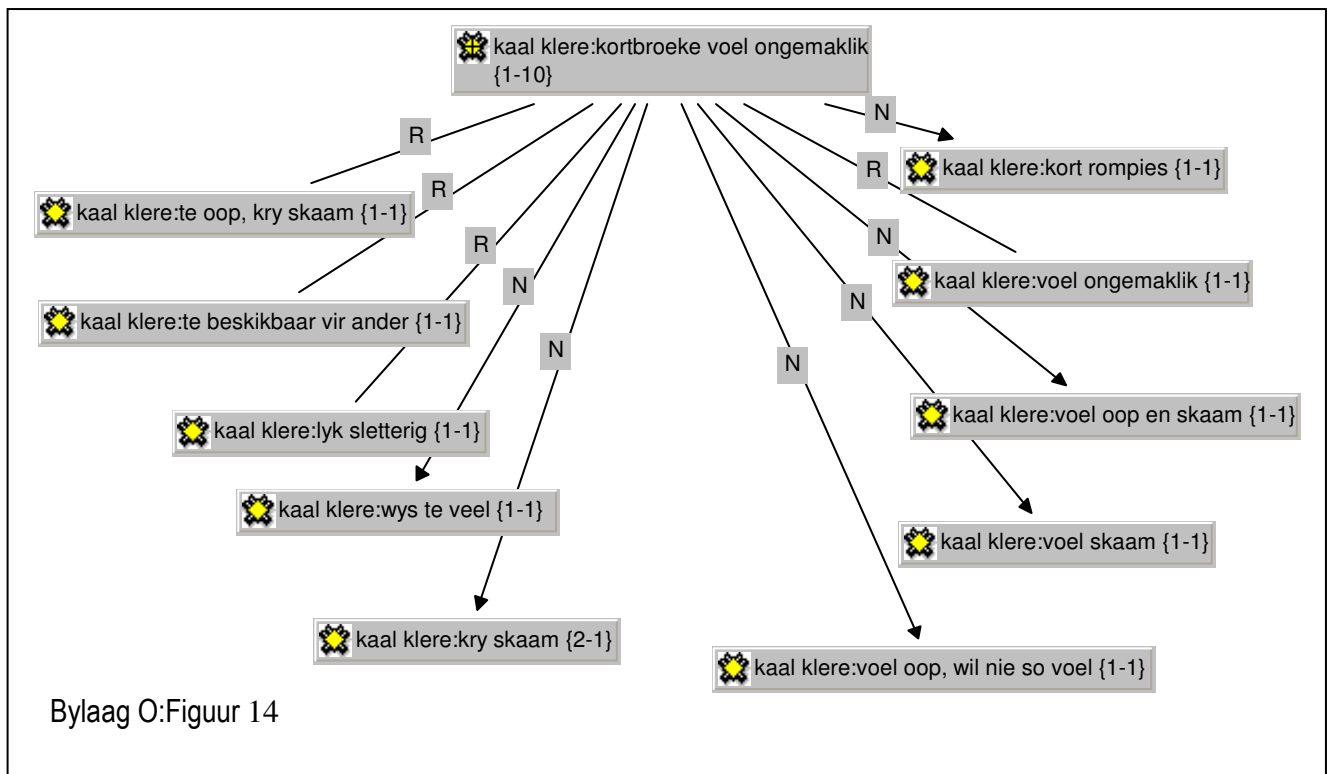 kaal klere:kortbroeke voel ongemaklik
{1-10}
N
R
kaal klere:kort rompies {1-1}
R
R
kaal klere:te oop, kry skaam {1-1}
R
N
kaal klere:voel ongemaklik {1-1}
N
N
kaal klere:te beskikbaar vir ander {1-1}
N
N
kaal klere:voel oop en skaam {1-1}
kaal klere:lyk sletterig {1-1}
kaal klere:wys te veel {1-1}
kaal klere:voel skaam {1-1}
kaal klere:kry skaam {2-1}
kaal klere:voel oop, wil nie so voel {1-1}
Bylaag O:Figuur 14